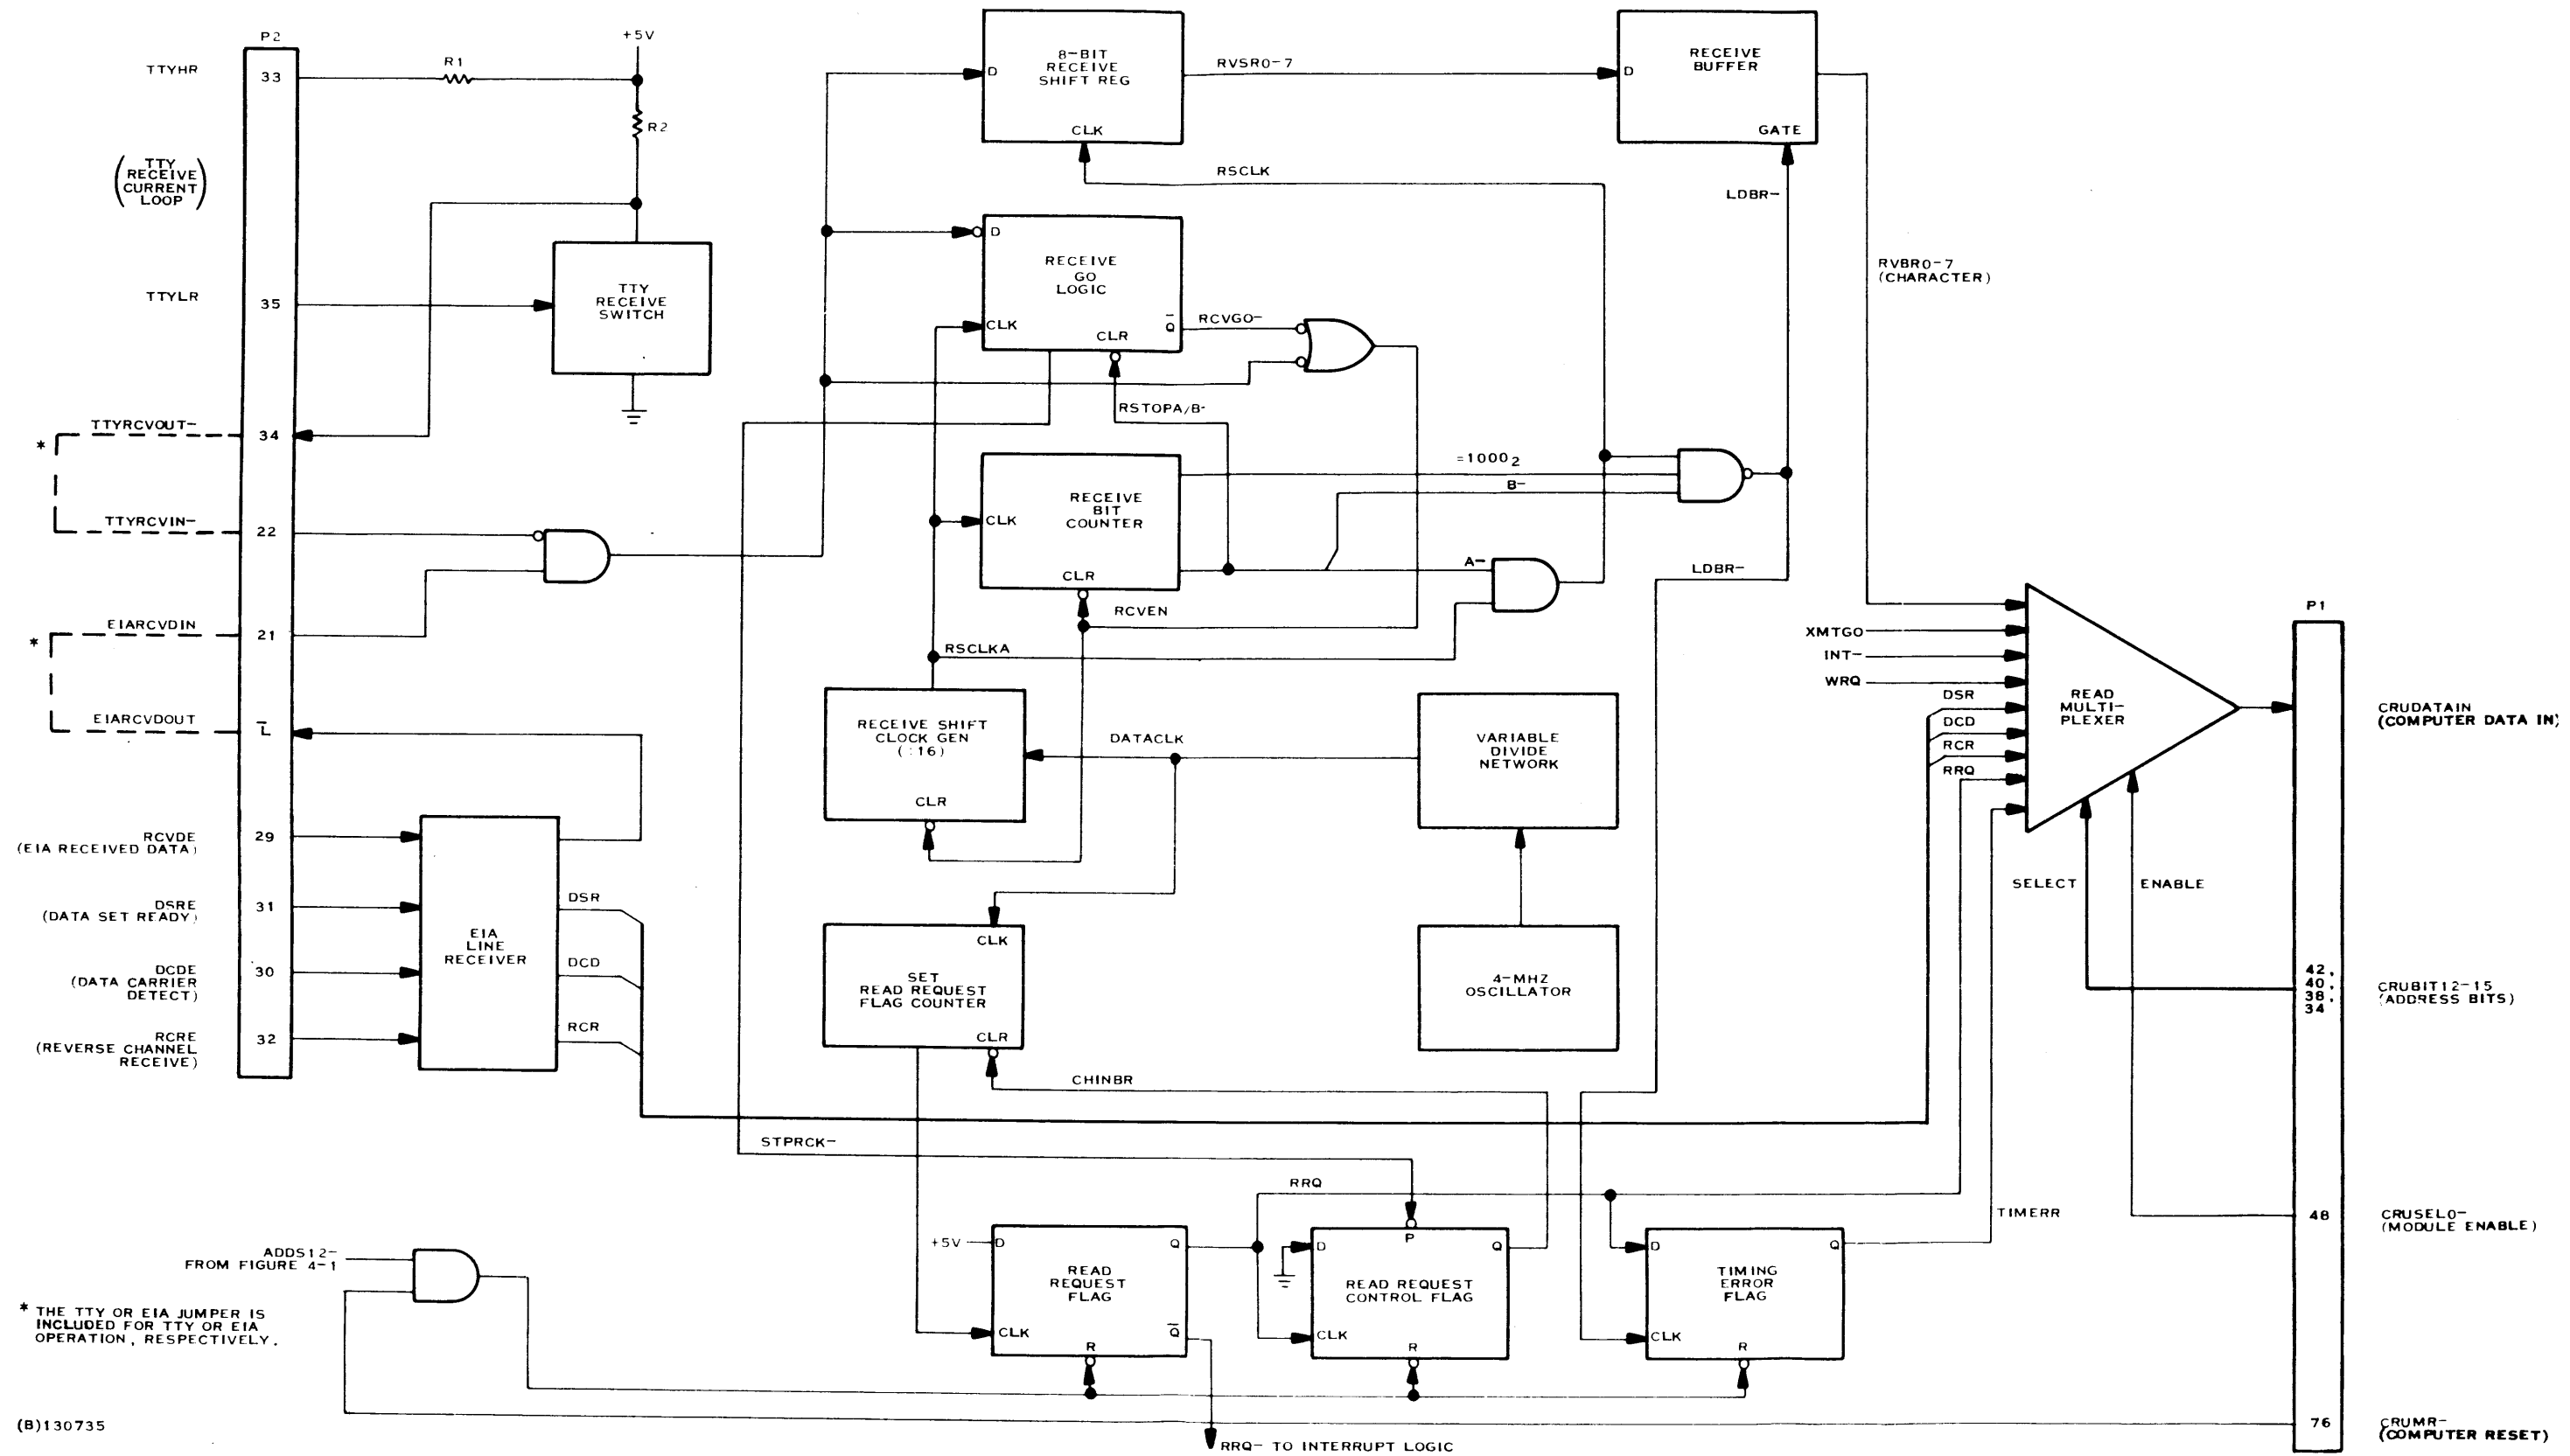 P2
TTYHR
33
R1
+5V
R2
(TTY
RECEIVE
CURRENT
LOOP)
TTYLR
35
TTY
RECEIVE
SWITCH
TTYRCVOUT-
34
*
TTYRCVIN-
22
EIARCVDIN
21
*
EIARCVDOUT
L̅
RCVDE
(EIA RECEIVED DATA)
29
DSRE
(DATA SET READY)
31
DCDE
(DATA CARRIER
DETECT)
30
RCRE
(REVERSE CHANNEL
RECEIVE)
32
EIA
LINE
RECEIVER
DSR
DCD
RCR
8-BIT
RECEIVE
SHIFT REG
D
CLK
RVSR0-7
RECEIVE
BUFFER
D
GATE
RSCLK
LDBR-
RECEIVE
GO
LOGIC
D
CLK
CLR
Q̅
RCVGO-
RSTOPA/B-
RVBR0-7
(CHARACTER)
RECEIVE
BIT
COUNTER
CLK
CLR
=1000₂
B-
A-
LDBR-
RCVEN
RSCLKA
RECEIVE SHIFT
CLOCK GEN
(:16)
CLR
DATACLK
VARIABLE
DIVIDE
NETWORK
4-MHZ
OSCILLATOR
CLK
SET
READ REQUEST
FLAG COUNTER
CLR
CHINBR
STPRCK-
XMTGO
INT-
WRQ
DSR
DCD
RCR
RRQ
READ
MULTI-
PLEXER
SELECT
ENABLE
TIMERR
P1
CRUDATAIN
(COMPUTER DATA IN)
42,
40,
38,
34
CRUBIT12-15
(ADDRESS BITS)
48
CRUSEL0-
(MODULE ENABLE)
76
CRUMR-
(COMPUTER RESET)
RRQ
+5V
D
Q
READ
REQUEST
FLAG
CLK
Q̅
R
P
D
Q
READ REQUEST
CONTROL FLAG
CLK
R
D
Q
TIMING
ERROR
FLAG
CLK
R
ADDS12-
FROM FIGURE 4-1
* THE TTY OR EIA JUMPER IS
INCLUDED FOR TTY OR EIA
OPERATION, RESPECTIVELY.
RRQ- TO INTERRUPT LOGIC
(B)130735